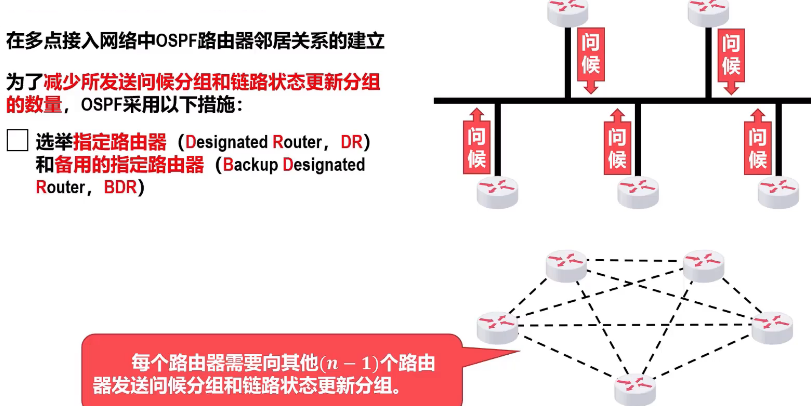 在多点接入网络中OSPF路由器邻居关系的建立
为了减少所发送问候分组和链路状态更新分组
的数量，OSPF采用以下措施：
选举指定路由器（Designated Router，DR）
和备用的指定路由器（Backup Designated
Router，BDR）
问候
问候
问候
问候
问候
每个路由器需要向其他(n − 1)个路由
器发送问候分组和链路状态更新分组。